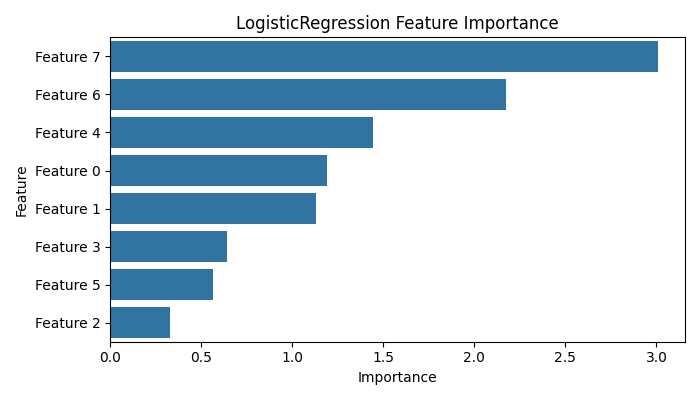 LogisticRegression Feature Importance
Feature 7
Feature 6
Feature 4
Feature 0
Feature 1
Feature 3
Feature 5
Feature 2
Feature
0.0 0.5 1.0 1.5 2.0 2.5 3.0
Importance